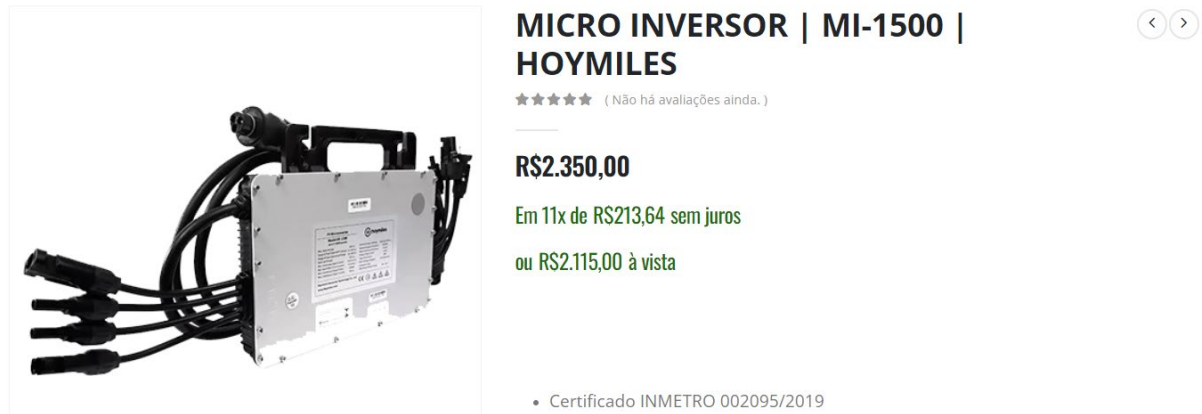 MICRO INVERSOR | MI-1500 |
HOYMILES
( Não há avaliações ainda. )
R$2.350,00
Em 11x de R$213,64 sem juros
ou R$2.115,00 à vista
Certificado INMETRO 002095/2019